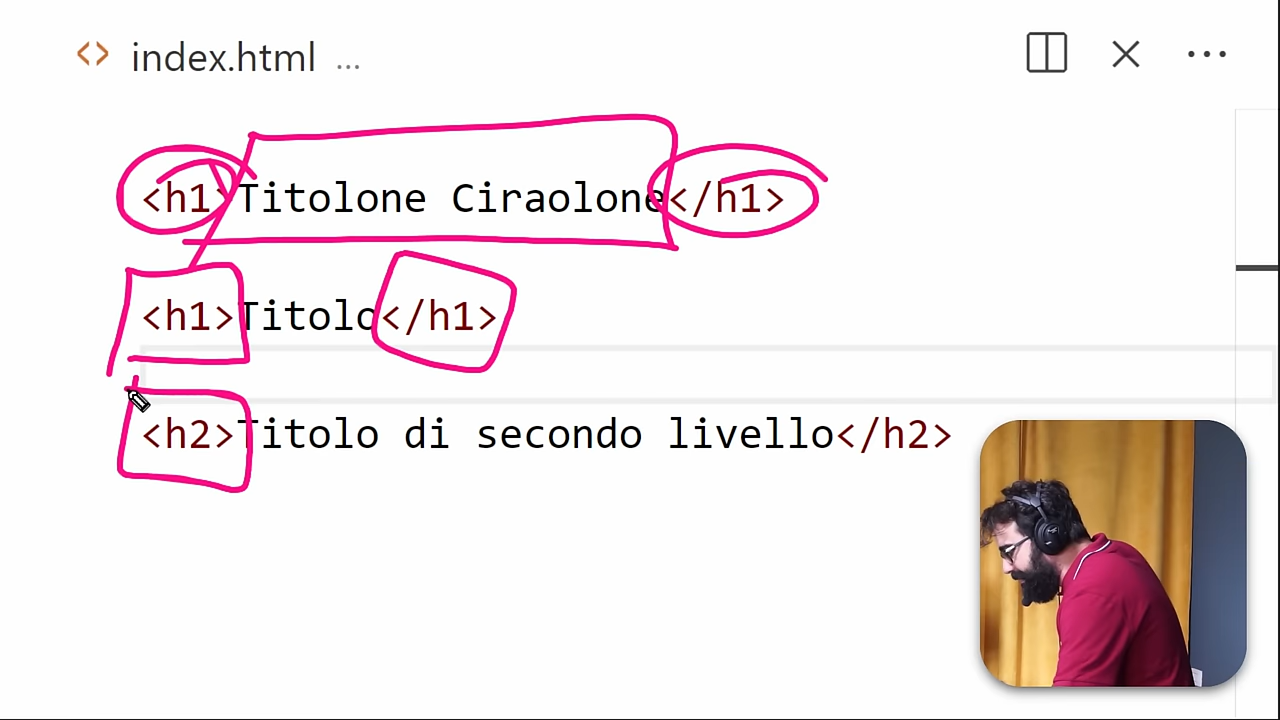 index.html ...
<h1>Titolone Ciraolone</h1>
<h1>Titolo</h1>
<h2>Titolo di secondo livello</h2>